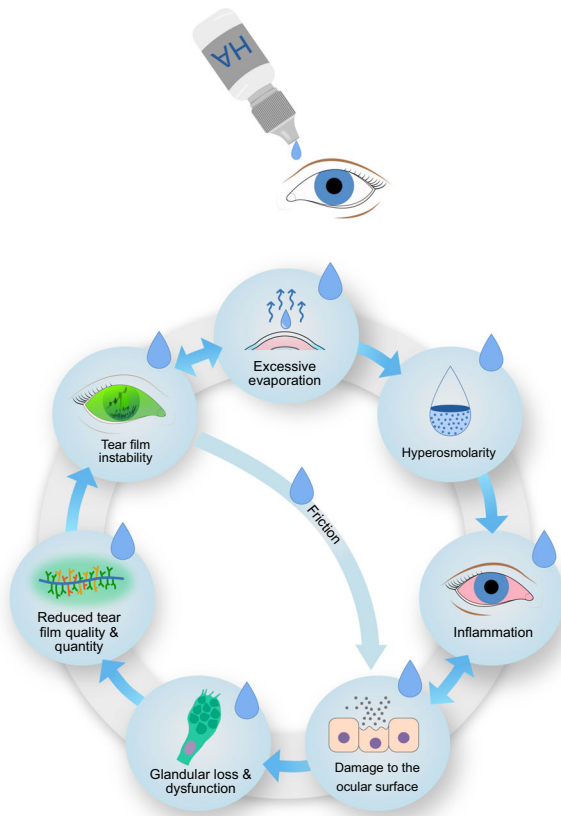 HA
Excessive
evaporation
Tear film
instability
Hyperosmolarity
Friction
Reduced tear
film quality &
quantity
Inflammation
Glandular loss &
dysfunction
Damage to the
ocular surface